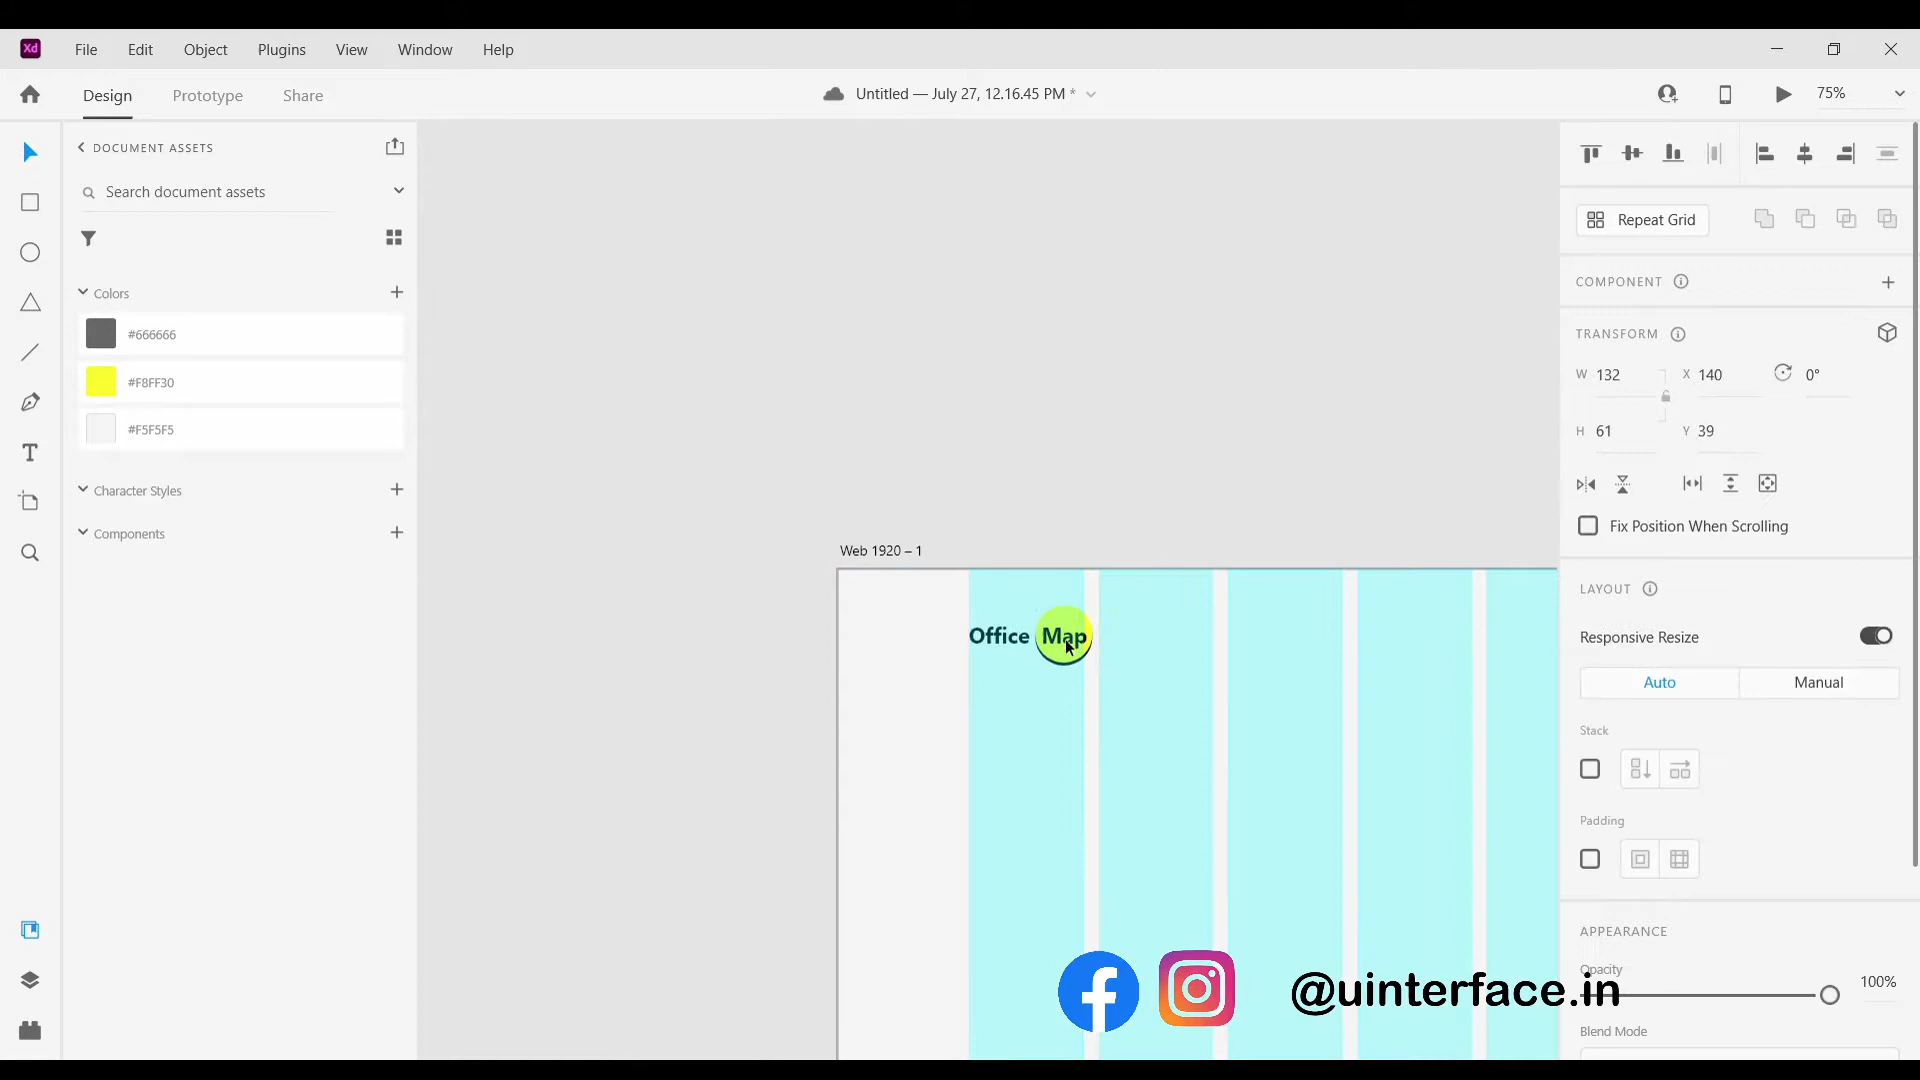 Xd File Edit Object Plugins View Window Help
Design Prototype Share
Untitled — July 27, 12.16.45 PM *
75%
DOCUMENT ASSETS
Search document assets
Colors
#666666
#F8FF30
#F5F5F5
Character Styles
Components
Web 1920 – 1
Office Map
Repeat Grid
COMPONENT
TRANSFORM
W 132 X 140 0°
H 61 Y 39
Fix Position When Scrolling
LAYOUT
Responsive Resize
Auto Manual
Stack
Padding
APPEARANCE
Opacity
100%
Blend Mode
@uinterface.in